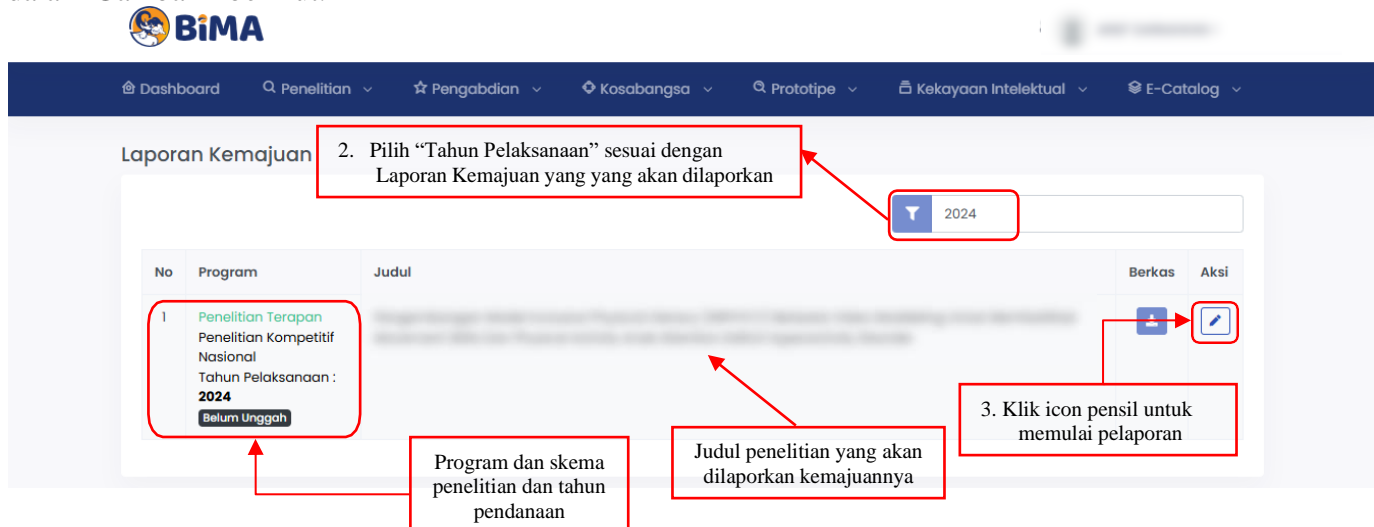 BiMA
Dashboard Penelitian Pengabdian Kosabangsa Prototipe Kekayaan Intelektual E-Catalog
Laporan Kemajuan
2. Pilih “Tahun Pelaksanaan” sesuai dengan
Laporan Kemajuan yang yang akan dilaporkan
2024
No Program Judul Berkas Aksi
1 Penelitian Terapan
Penelitian Kompetitif
Nasional
Tahun Pelaksanaan :
2024
Belum Unggah
3. Klik icon pensil untuk
memulai pelaporan
Judul penelitian yang akan
dilaporkan kemajuannya
Program dan skema
penelitian dan tahun
pendanaan